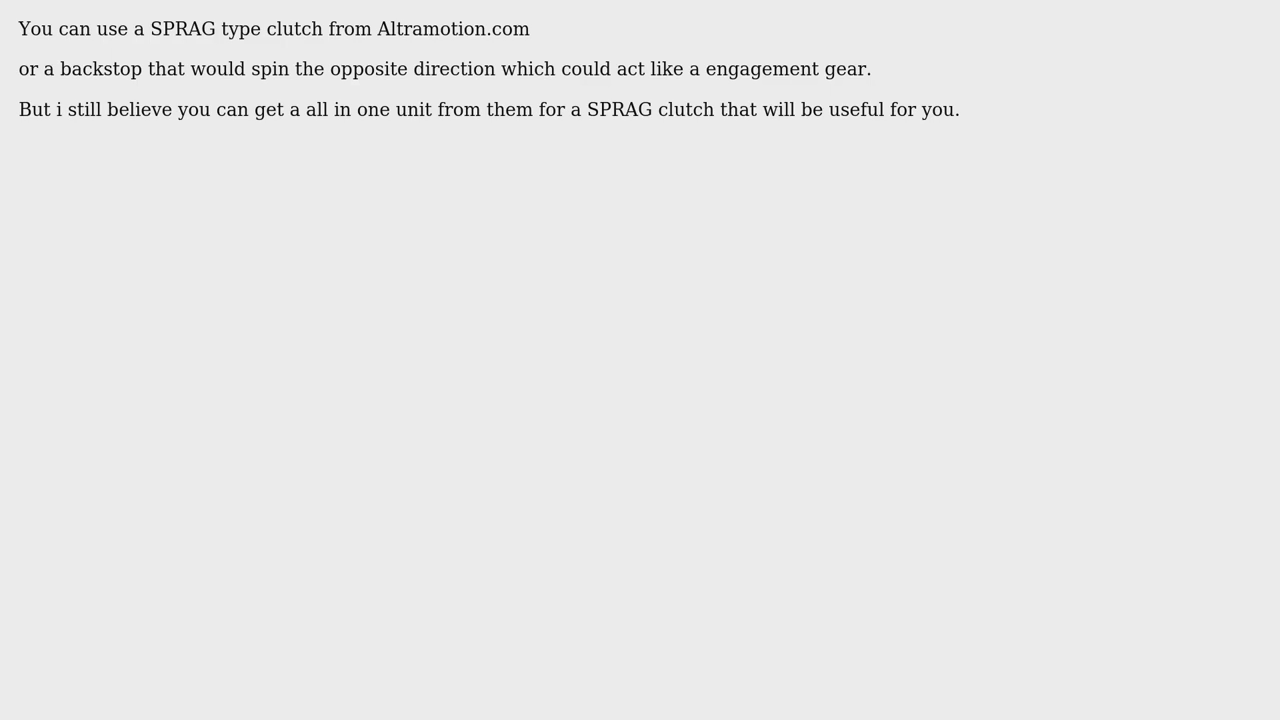 You can use a SPRAG type clutch from Altramotion.com
or a backstop that would spin the opposite direction which could act like a engagement gear.
But i still believe you can get a all in one unit from them for a SPRAG clutch that will be useful for you.